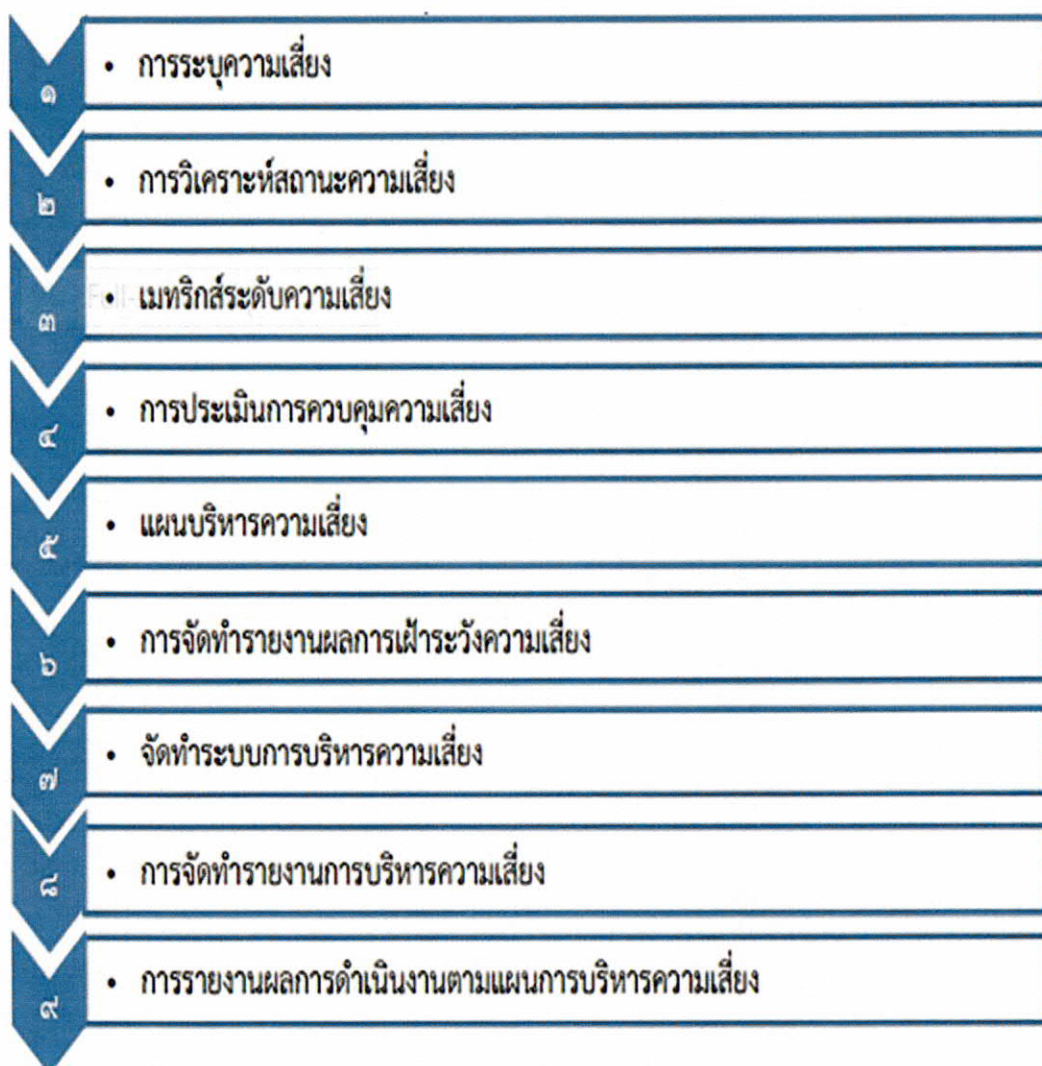 ๑
• การระบุความเสี่ยง
๒
• การวิเคราะห์สถานะความเสี่ยง
๓
• เมทริกส์ระดับความเสี่ยง
๔
• การประเมินการควบคุมความเสี่ยง
๕
• แผนบริหารความเสี่ยง
๖
• การจัดทำรายงานผลการเฝ้าระวังความเสี่ยง
๗
• จัดทำระบบการบริหารความเสี่ยง
๘
• การจัดทำรายงานการบริหารความเสี่ยง
๙
• การรายงานผลการดำเนินงานตามแผนการบริหารความเสี่ยง